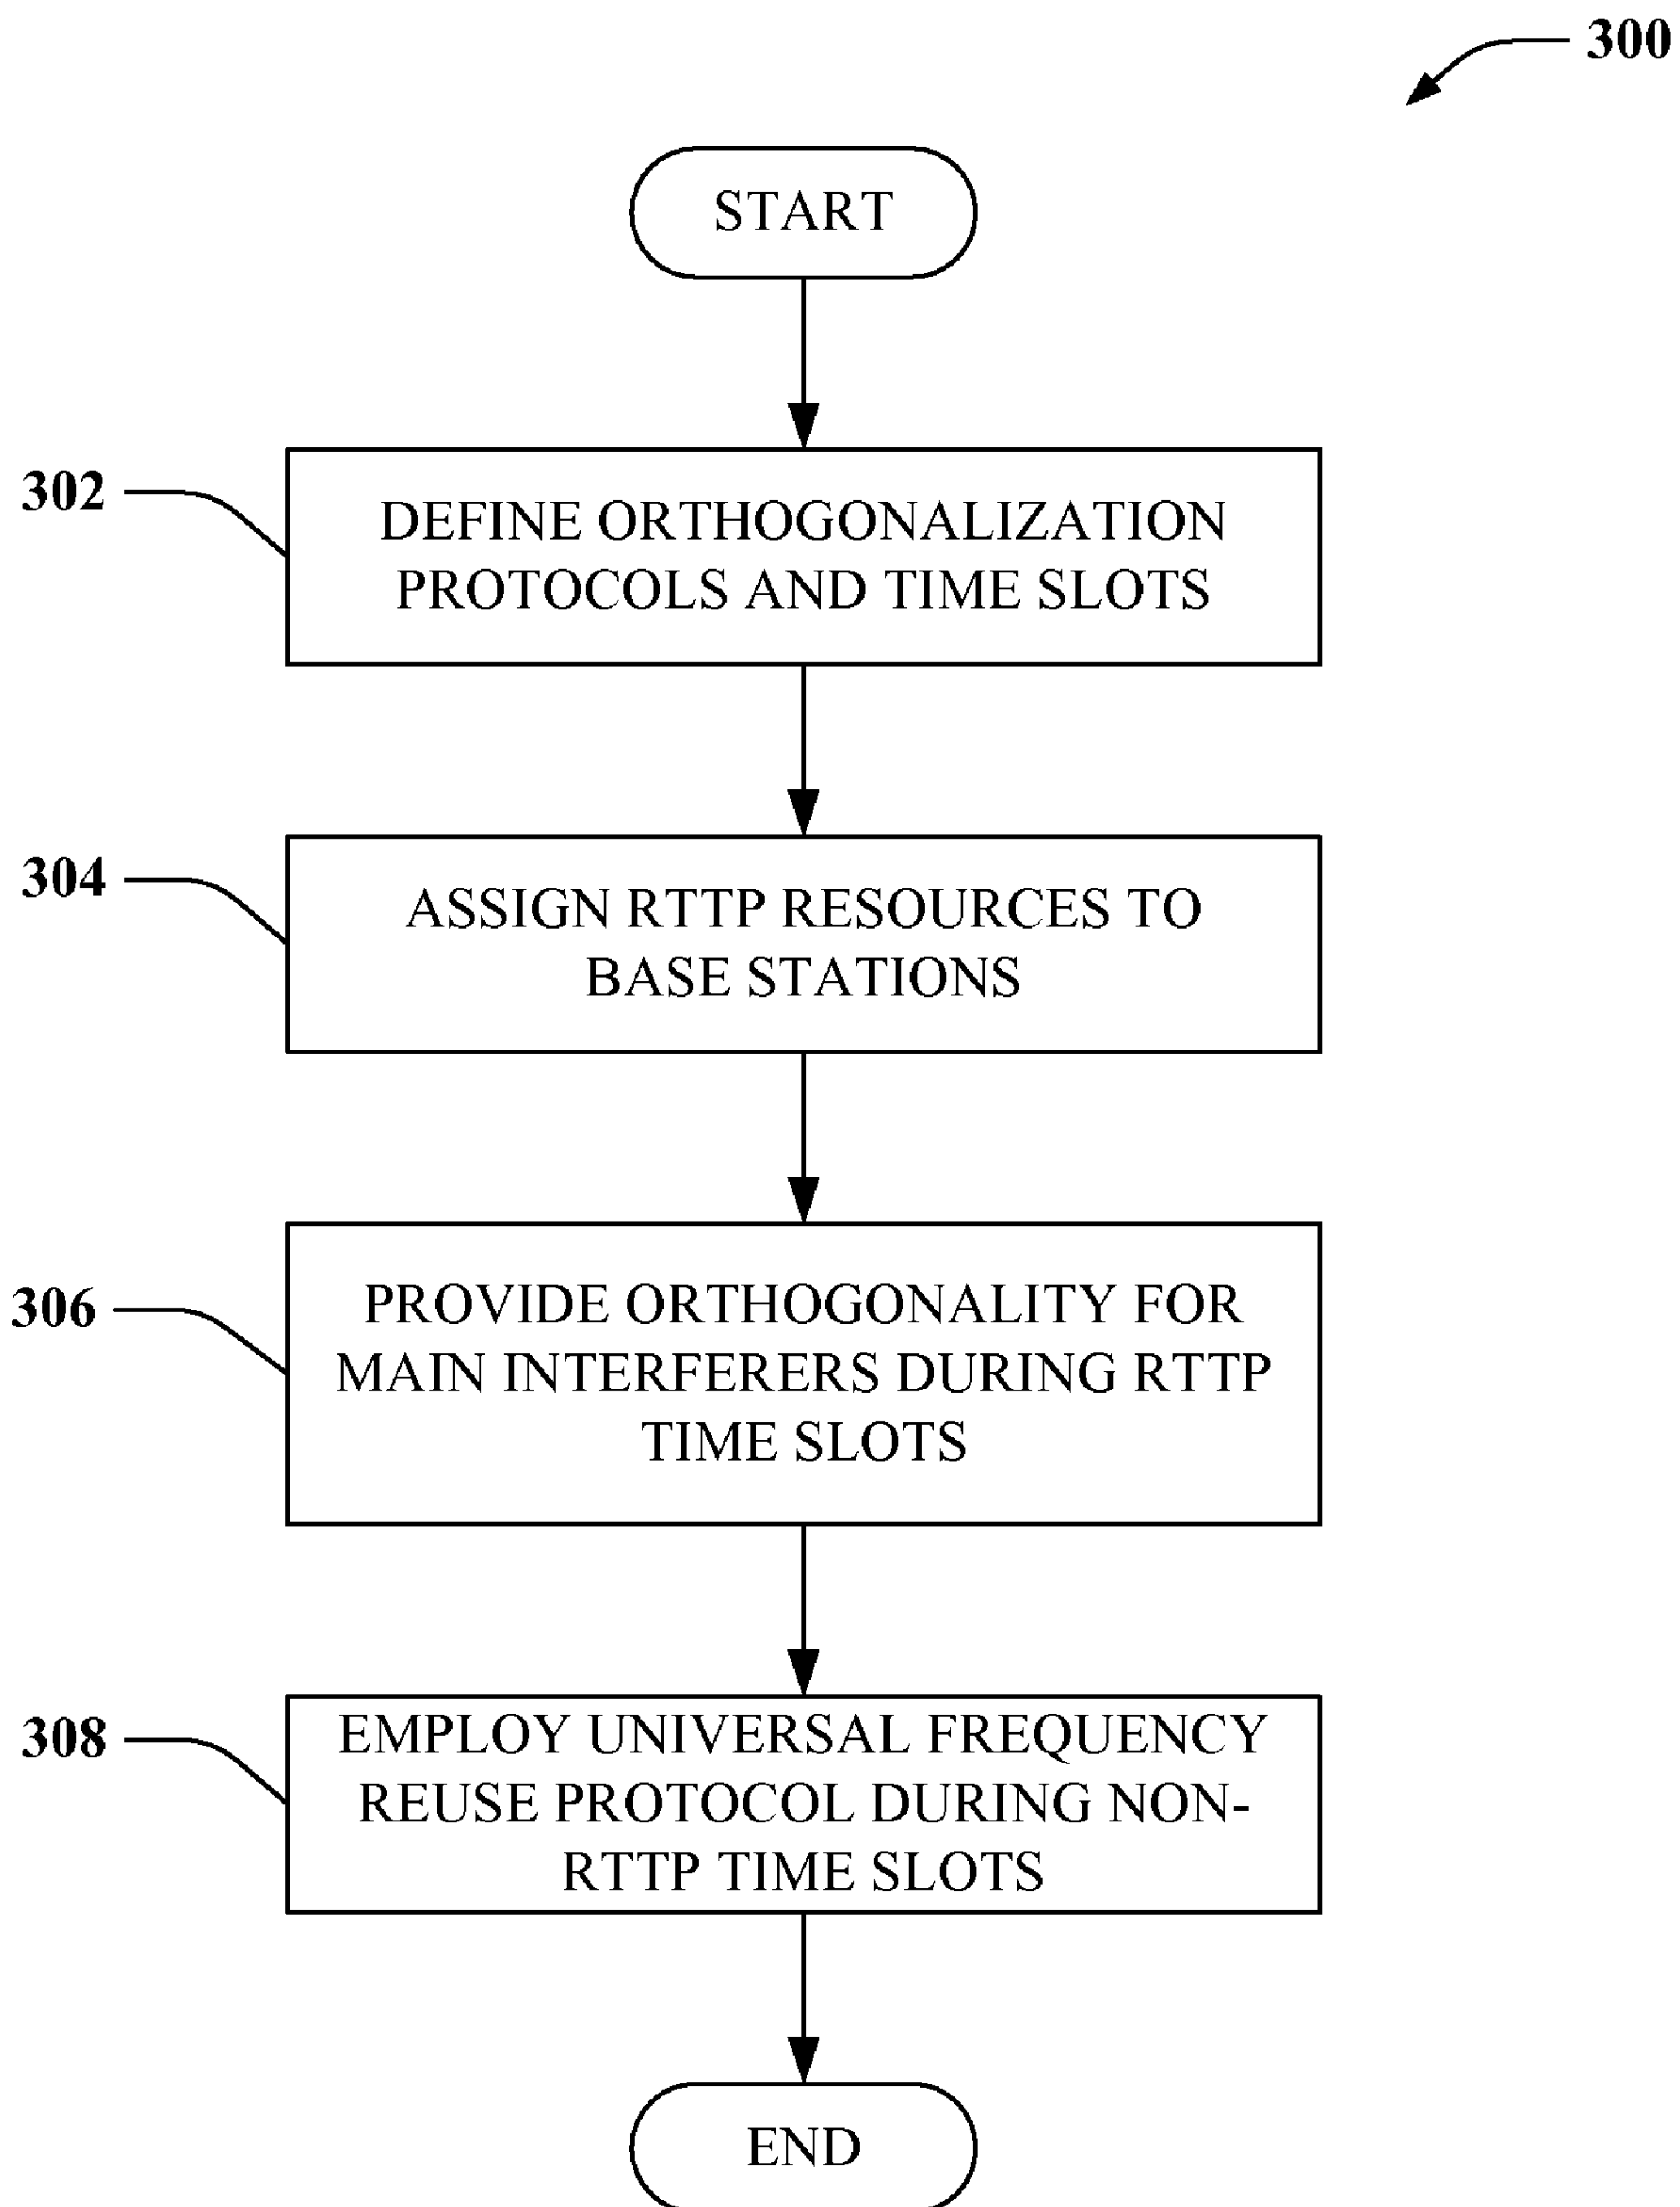 300
START
302
DEFINE ORTHOGONALIZATION
PROTOCOLS AND TIME SLOTS
304
ASSIGN RTTP RESOURCES TO
BASE STATIONS
306
PROVIDE ORTHOGONALITY FOR
MAIN INTERFERERS DURING RTTP
TIME SLOTS
308
EMPLOY UNIVERSAL FREQUENCY
REUSE PROTOCOL DURING NON-
RTTP TIME SLOTS
END